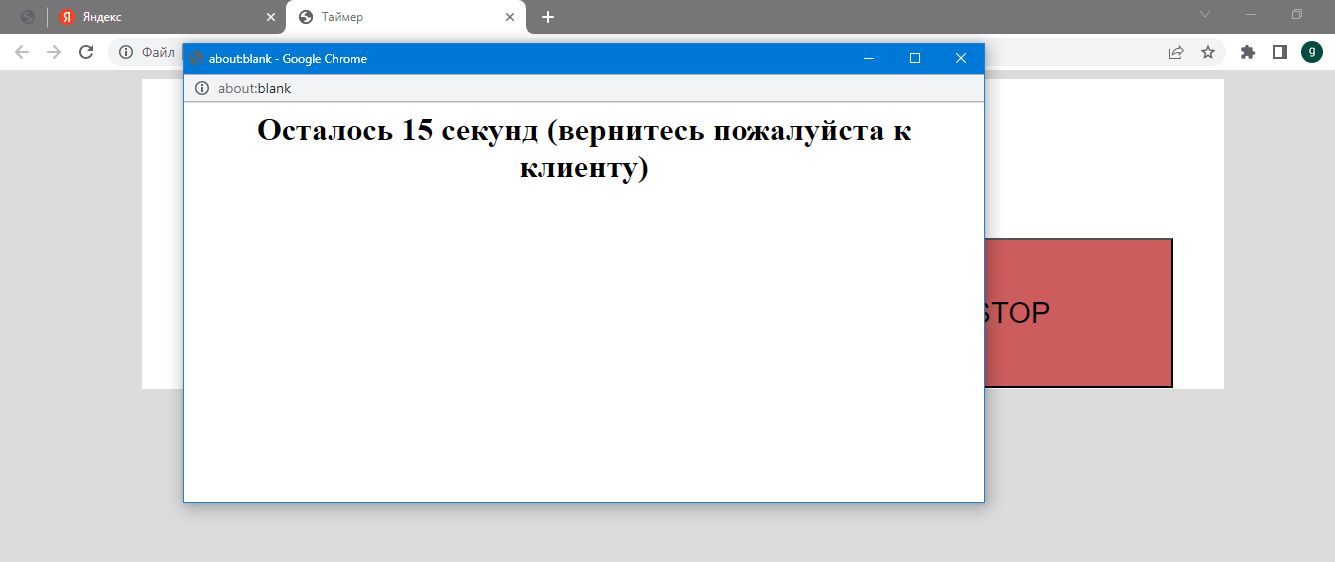 Я Яндекс
Таймер
Файл
g
about:blank - Google Chrome
about:blank
Осталось 15 секунд (вернитесь пожалуйста к
клиенту)
STOP